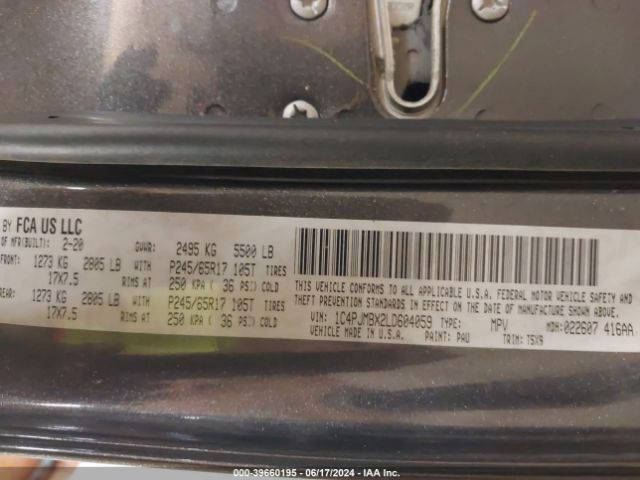 BY FCA US LLC
OF MFR(BUILT): 2-20 GVWR: 2495 KG 5500 LB
FRONT: 1273 KG 2805 LB WITH P245/65R17 105T TIRES
17X7.5 RIMS AT 250 KPA ( 36 PSI) COLD
REAR: 1273 KG 2805 LB WITH P245/65R17 105T TIRES
17X7.5 RIMS AT 250 KPA ( 36 PSI) COLD
THIS VEHICLE CONFORMS TO ALL APPLICABLE U.S.A. FEDERAL MOTOR VEHICLE SAFETY AND
THEFT PREVENTION STANDARDS IN EFFECT ON THE DATE OF MANUFACTURE SHOWN ABOVE.
VIN: 1C4PJMBX2LD604059 TYPE: MPV MDH: 022607 416AA
VEHICLE MADE IN U.S.A. PAINT: PAU TRIM: T5X9
000-39660195 - 06/17/2024 - IAA Inc.